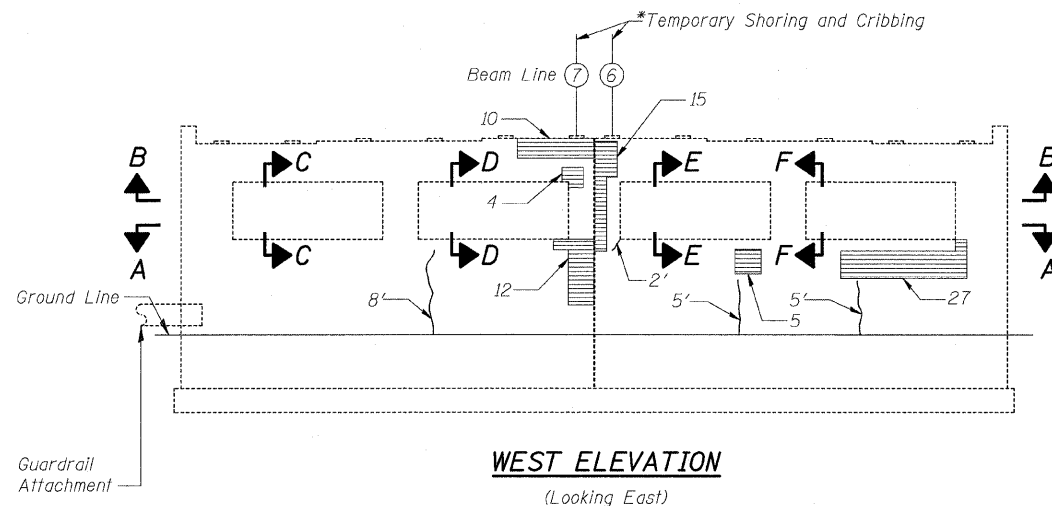 *Temporary Shoring and Cribbing
Beam Line 7 6
10 15
B C D E F B
4
A C D E F A
12 2' 5 27
Ground Line 8' 5' 5'
Guardrail
Attachment
WEST ELEVATION
(Looking East)